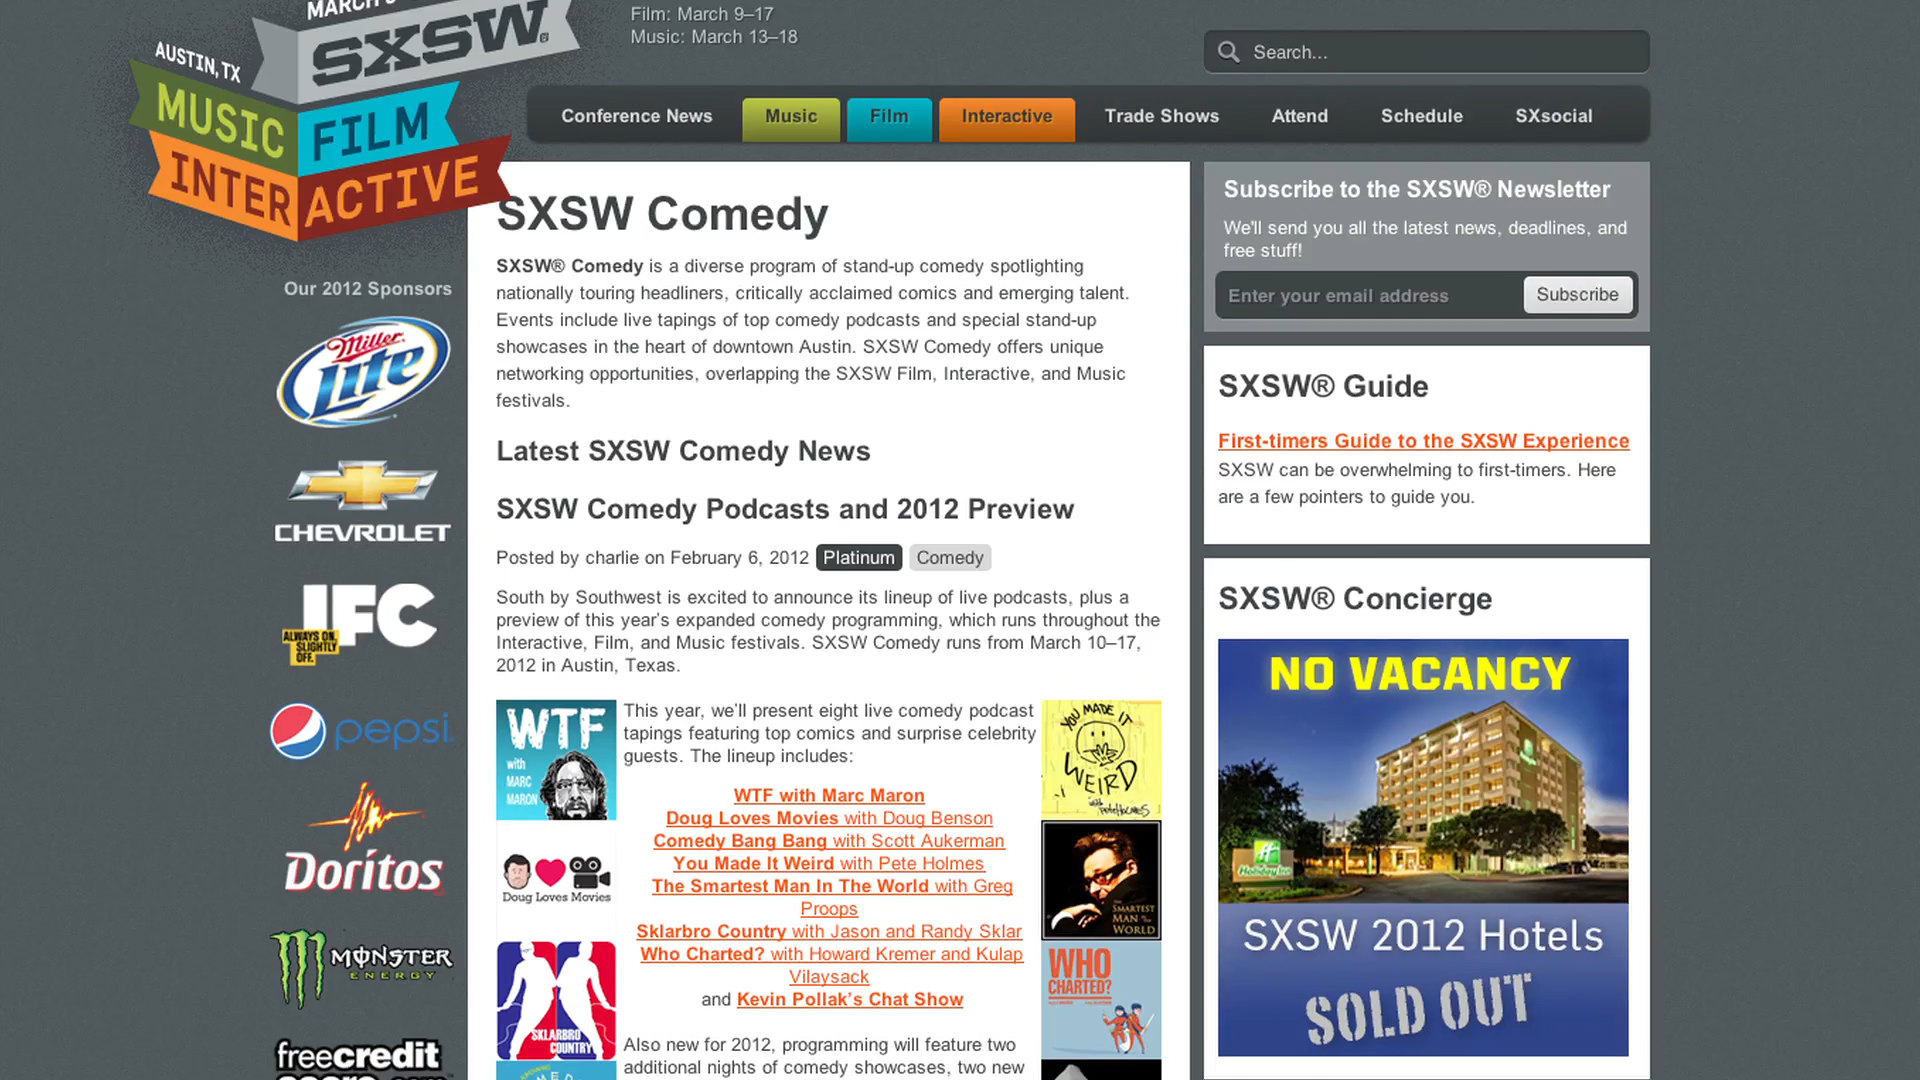 Film: March 9–17
Music: March 13–18
AUSTIN, TX
SXSW
MUSIC FILM
INTERACTIVE
Search...
Conference News Music Film Interactive Trade Shows Attend Schedule SXsocial
SXSW Comedy
SXSW® Comedy is a diverse program of stand-up comedy spotlighting
nationally touring headliners, critically acclaimed comics and emerging talent.
Events include live tapings of top comedy podcasts and special stand-up
showcases in the heart of downtown Austin. SXSW Comedy offers unique
networking opportunities, overlapping the SXSW Film, Interactive, and Music
festivals.
Latest SXSW Comedy News
SXSW Comedy Podcasts and 2012 Preview
Posted by charlie on February 6, 2012 Platinum Comedy
South by Southwest is excited to announce its lineup of live podcasts, plus a
preview of this year's expanded comedy programming, which runs throughout the
Interactive, Film, and Music festivals. SXSW Comedy runs from March 10–17,
2012 in Austin, Texas.
This year, we'll present eight live comedy podcast
tapings featuring top comics and surprise celebrity
guests. The lineup includes:
WTF with Marc Maron
Doug Loves Movies with Doug Benson
Comedy Bang Bang with Scott Aukerman
You Made It Weird with Pete Holmes
The Smartest Man In The World with Greg
Proops
Sklarbro Country with Jason and Randy Sklar
Who Charted? with Howard Kremer and Kulap
Vilaysack
and Kevin Pollak's Chat Show
Also new for 2012, programming will feature two
additional nights of comedy showcases, two new
WTF
with
MARC
MARON
Doug Loves Movies
SKLARBRO
COUNTRY
YOU MADE IT
WEIRD
with Pete Holmes
THE
SMARTEST
MAN IN THE
WORLD
WHO
CHARTED?
Our 2012 Sponsors
Miller
Lite
CHEVROLET
IFC
ALWAYS ON.
SLIGHTLY
OFF.
pepsi
Doritos
MONSTER
ENERGY
freecredit
Subscribe to the SXSW® Newsletter
We'll send you all the latest news, deadlines, and
free stuff!
Enter your email address Subscribe
SXSW® Guide
First-timers Guide to the SXSW Experience
SXSW can be overwhelming to first-timers. Here
are a few pointers to guide you.
SXSW® Concierge
NO VACANCY
Holiday Inn
SXSW 2012 Hotels
SOLD OUT